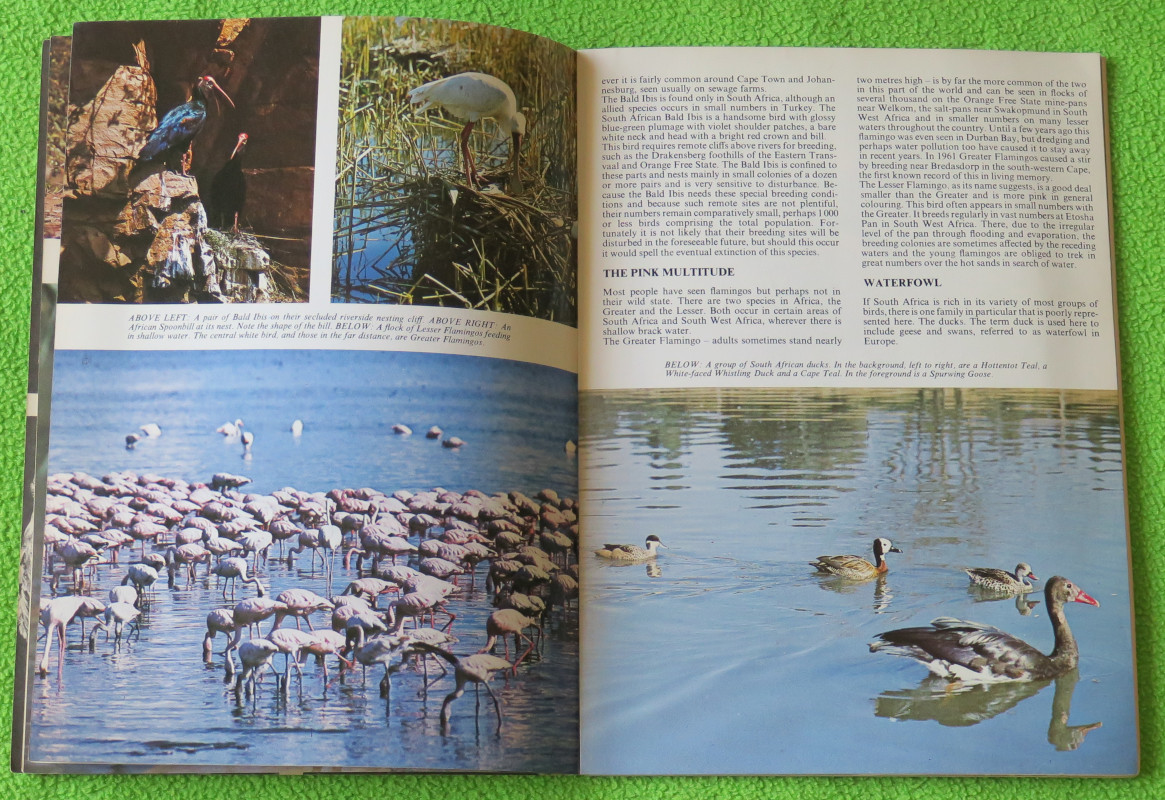 ABOVE LEFT: A pair of Bald Ibis on their secluded riverside nesting cliff. ABOVE RIGHT: An
African Spoonbill at its nest. Note the shape of the bill. BELOW: A flock of Lesser Flamingos feeding
in shallow water. The central white bird, and those in the far distance, are Greater Flamingos.
ever it is fairly common around Cape Town and Johan-
nesburg, seen usually on sewage farms.
The Bald Ibis is found only in South Africa, although an
allied species occurs in small numbers in Turkey. The
South African Bald Ibis is a handsome bird with glossy
blue-green plumage with violet shoulder patches, a bare
white neck and head with a bright red crown and bill.
This bird requires remote cliffs above rivers for breeding,
such as the Drakensberg foothills of the Eastern Trans-
vaal and Orange Free State. The Bald Ibis is confined to
these parts and nests mainly in small colonies of a dozen
or more pairs and is very sensitive to disturbance. Be-
cause the Bald Ibis needs these special breeding condi-
tions and because such remote sites are not plentiful,
their numbers remain comparatively small, perhaps 1 000
or less birds comprising the total population. For-
tunately it is not likely that their breeding sites will be
disturbed in the foreseeable future, but should this occur
it would spell the eventual extinction of this species.
THE PINK MULTITUDE
Most people have seen flamingos but perhaps not in
their wild state. There are two species in Africa, the
Greater and the Lesser. Both occur in certain areas of
South Africa and South West Africa, wherever there is
shallow brack water.
The Greater Flamingo – adults sometimes stand nearly
two metres high – is by far the more common of the two
in this part of the world and can be seen in flocks of
several thousand on the Orange Free State mine-pans
near Welkom, the salt-pans near Swakopmund in South
West Africa and in smaller numbers on many lesser
waters throughout the country. Until a few years ago this
flamingo was even seen in Durban Bay, but dredging and
perhaps water pollution too have caused it to stay away
in recent years. In 1961 Greater Flamingos caused a stir
by breeding near Bredasdorp in the south-western Cape,
the first known record of this in living memory.
The Lesser Flamingo, as its name suggests, is a good deal
smaller than the Greater and is more pink in general
colouring. This bird often appears in small numbers with
the Greater. It breeds regularly in vast numbers at Etosha
Pan in South West Africa. There, due to the irregular
level of the pan through flooding and evaporation, the
breeding colonies are sometimes affected by the receding
waters and the young flamingos are obliged to trek in
great numbers over the hot sands in search of water.
WATERFOWL
If South Africa is rich in its variety of most groups of
birds, there is one family in particular that is poorly repre-
sented here. The ducks. The term duck is used here to
include geese and swans, referred to as waterfowl in
Europe.
BELOW: A group of South African ducks. In the background, left to right, are a Hottentot Teal, a
White-faced Whistling Duck and a Cape Teal. In the foreground is a Spurwing Goose.